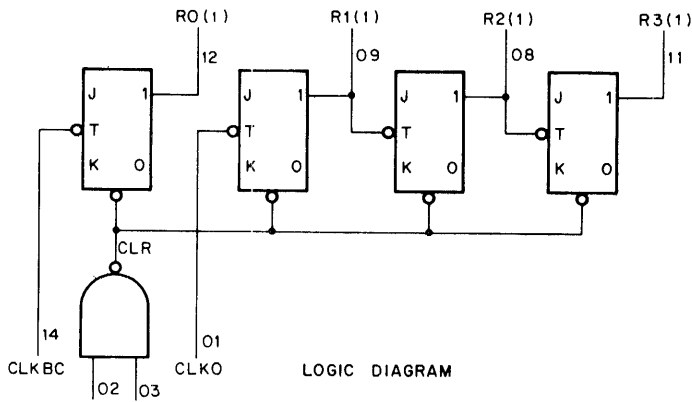 R0(1) R1(1) R2(1) R3(1)
12 09 08 11
J 1 J 1 J 1 J 1
T T T T
K 0 K 0 K 0 K 0
CLR
14 01
CLKBC CLKO LOGIC DIAGRAM
02 03